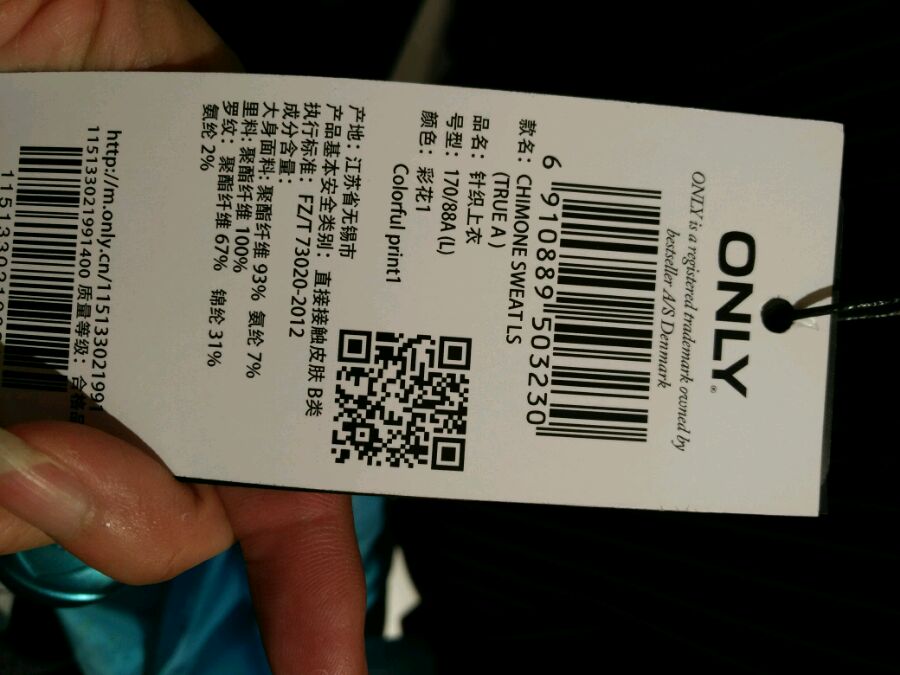 ONLY
ONLY is a registered trademark owned by
bestseller A/S Denmark
6 910889 503230
款名：CHIMONE SWEAT LS
(TRUE A )
品名：针织上衣
号型：170/88A (L)
颜色：彩花1
Colorful print1
产地：江苏省无锡市
产品基本安全类别：直接接触皮肤 B类
执行标准：FZ/T 73020-2012
成分含量：
大身面料: 聚酯纤维 93% 氨纶 7%
里料: 聚酯纤维 100%
罗纹：聚酯纤维 67% 锦纶 31%
氨纶 2%
http://m.only.cn/1151330219914
115133021991400 质量等级：合格品